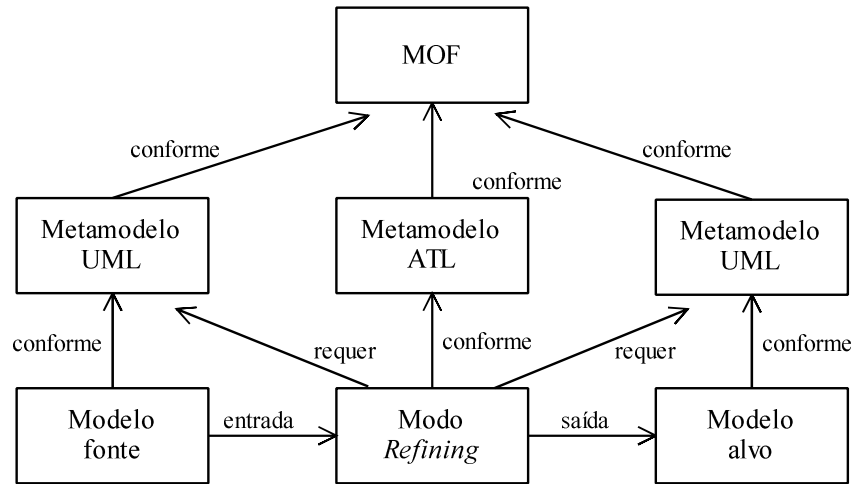 MOF
conforme
conforme
conforme
Metamodelo
UML
Metamodelo
ATL
Metamodelo
UML
conforme
requer
conforme
requer
conforme
Modelo
fonte
entrada
Modo
Refining
saída
Modelo
alvo